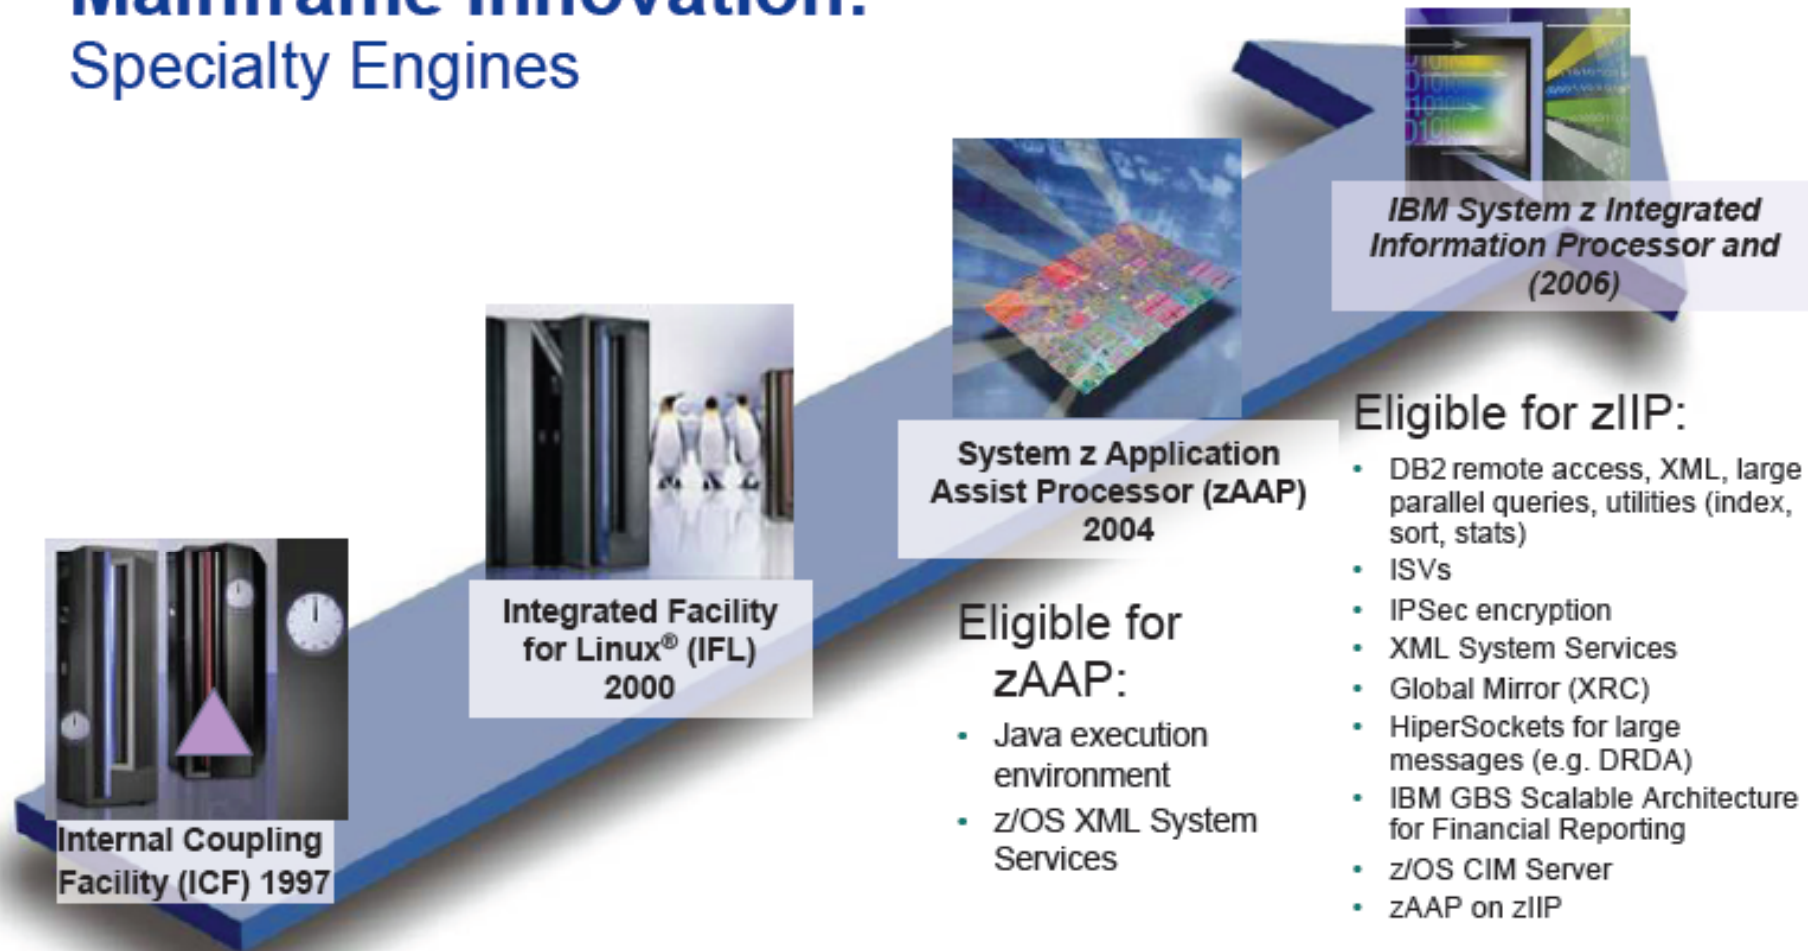 Mainframe Innovation:
Specialty Engines
IBM System z Integrated
Information Processor and
(2006)
System z Application
Assist Processor (zAAP)
2004
Integrated Facility
for Linux® (IFL)
2000
Internal Coupling
Facility (ICF) 1997
Eligible for
zAAP:
• Java execution
environment
• z/OS XML System
Services
Eligible for zIIP:
• DB2 remote access, XML, large
parallel queries, utilities (index,
sort, stats)
• ISVs
• IPSec encryption
• XML System Services
• Global Mirror (XRC)
• HiperSockets for large
messages (e.g. DRDA)
• IBM GBS Scalable Architecture
for Financial Reporting
• z/OS CIM Server
• zAAP on zIIP